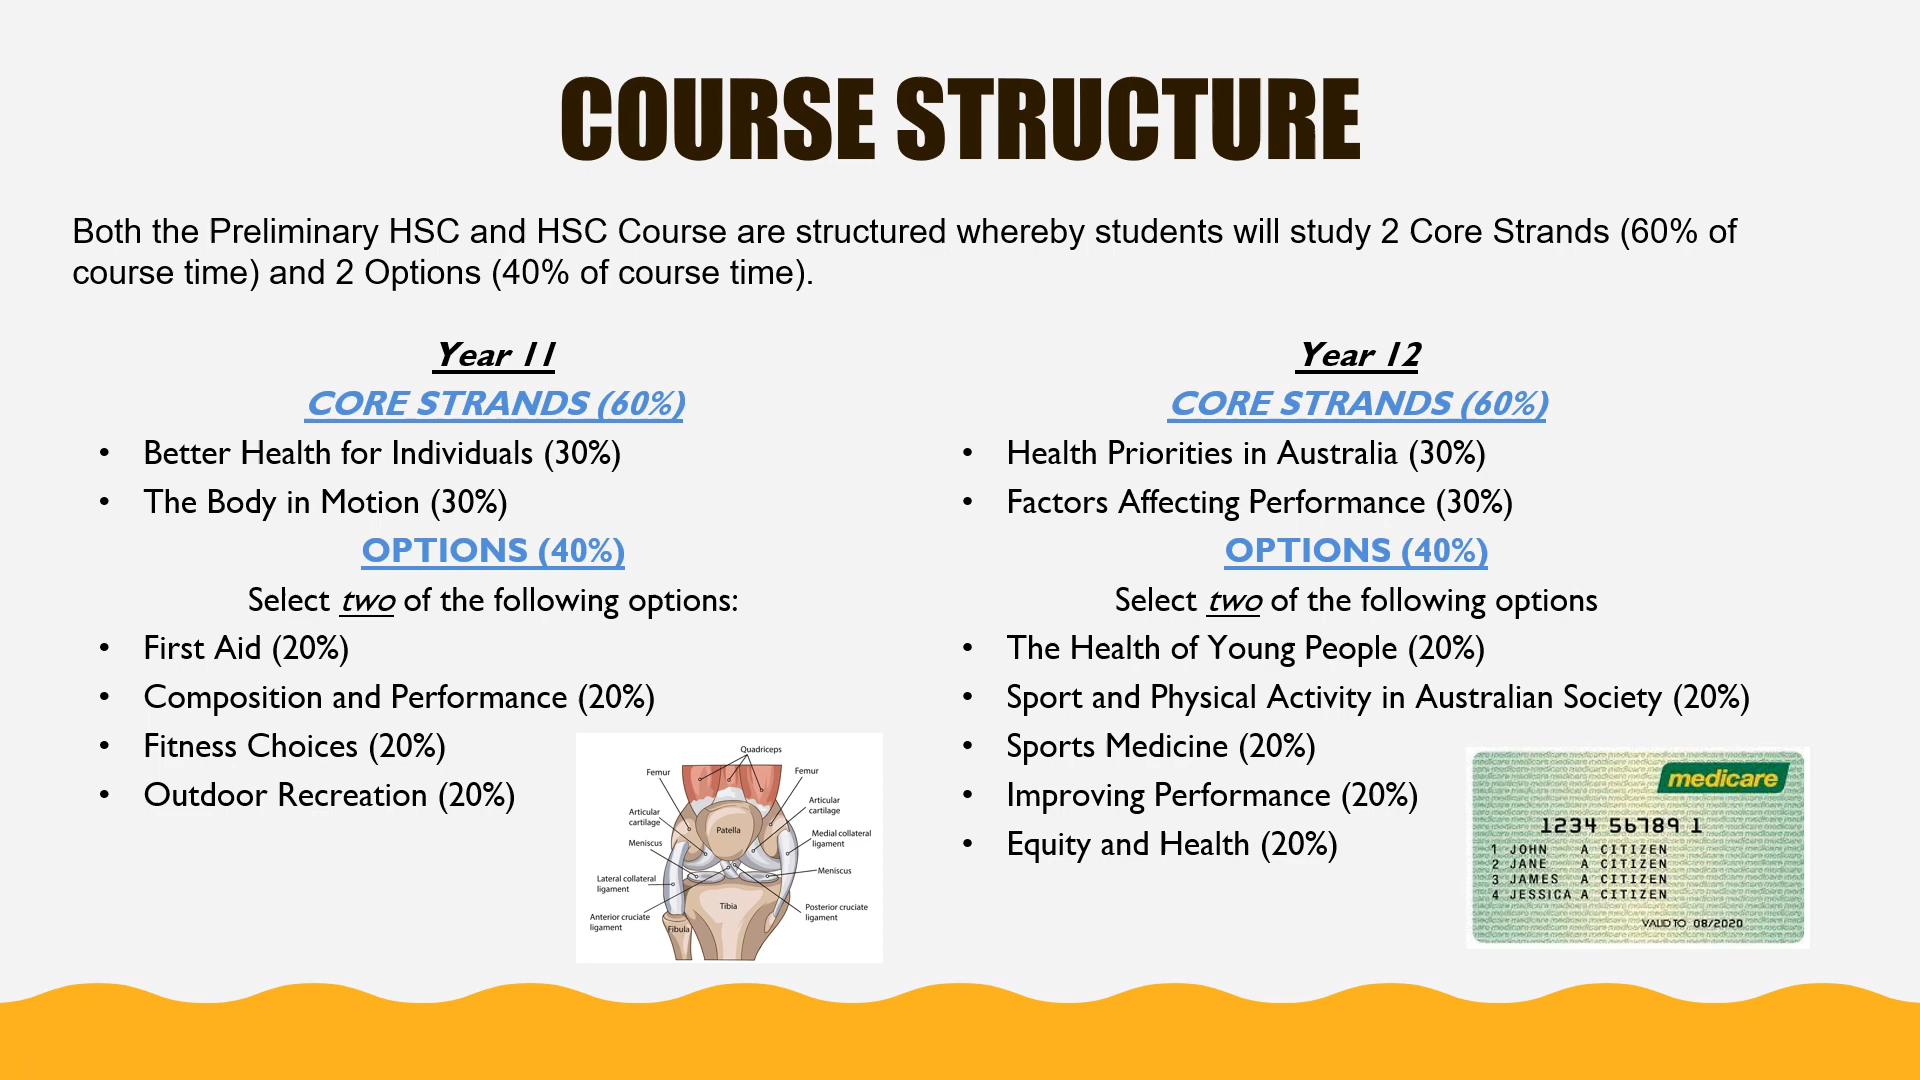 COURSE STRUCTURE
Both the Preliminary HSC and HSC Course are structured whereby students will study 2 Core Strands (60% of
course time) and 2 Options (40% of course time).
Year 11
CORE STRANDS (60%)
• Better Health for Individuals (30%)
• The Body in Motion (30%)
OPTIONS (40%)
Select two of the following options:
• First Aid (20%)
• Composition and Performance (20%)
• Fitness Choices (20%)
• Outdoor Recreation (20%)
Quadriceps
Femur
Femur
Articular
cartilage
Articular
cartilage
Patella
Medial collateral
ligament
Meniscus
Meniscus
Lateral collateral
ligament
Tibia
Posterior cruciate
ligament
Anterior cruciate
ligament
Fibula
Year 12
CORE STRANDS (60%)
• Health Priorities in Australia (30%)
• Factors Affecting Performance (30%)
OPTIONS (40%)
Select two of the following options
• The Health of Young People (20%)
• Sport and Physical Activity in Australian Society (20%)
• Sports Medicine (20%)
• Improving Performance (20%)
• Equity and Health (20%)
medicare
1234 56789 1
1 JOHN A CITIZEN
2 JANE A CITIZEN
3 JAMES A CITIZEN
4 JESSICA A CITIZEN
VALID TO 08/2020